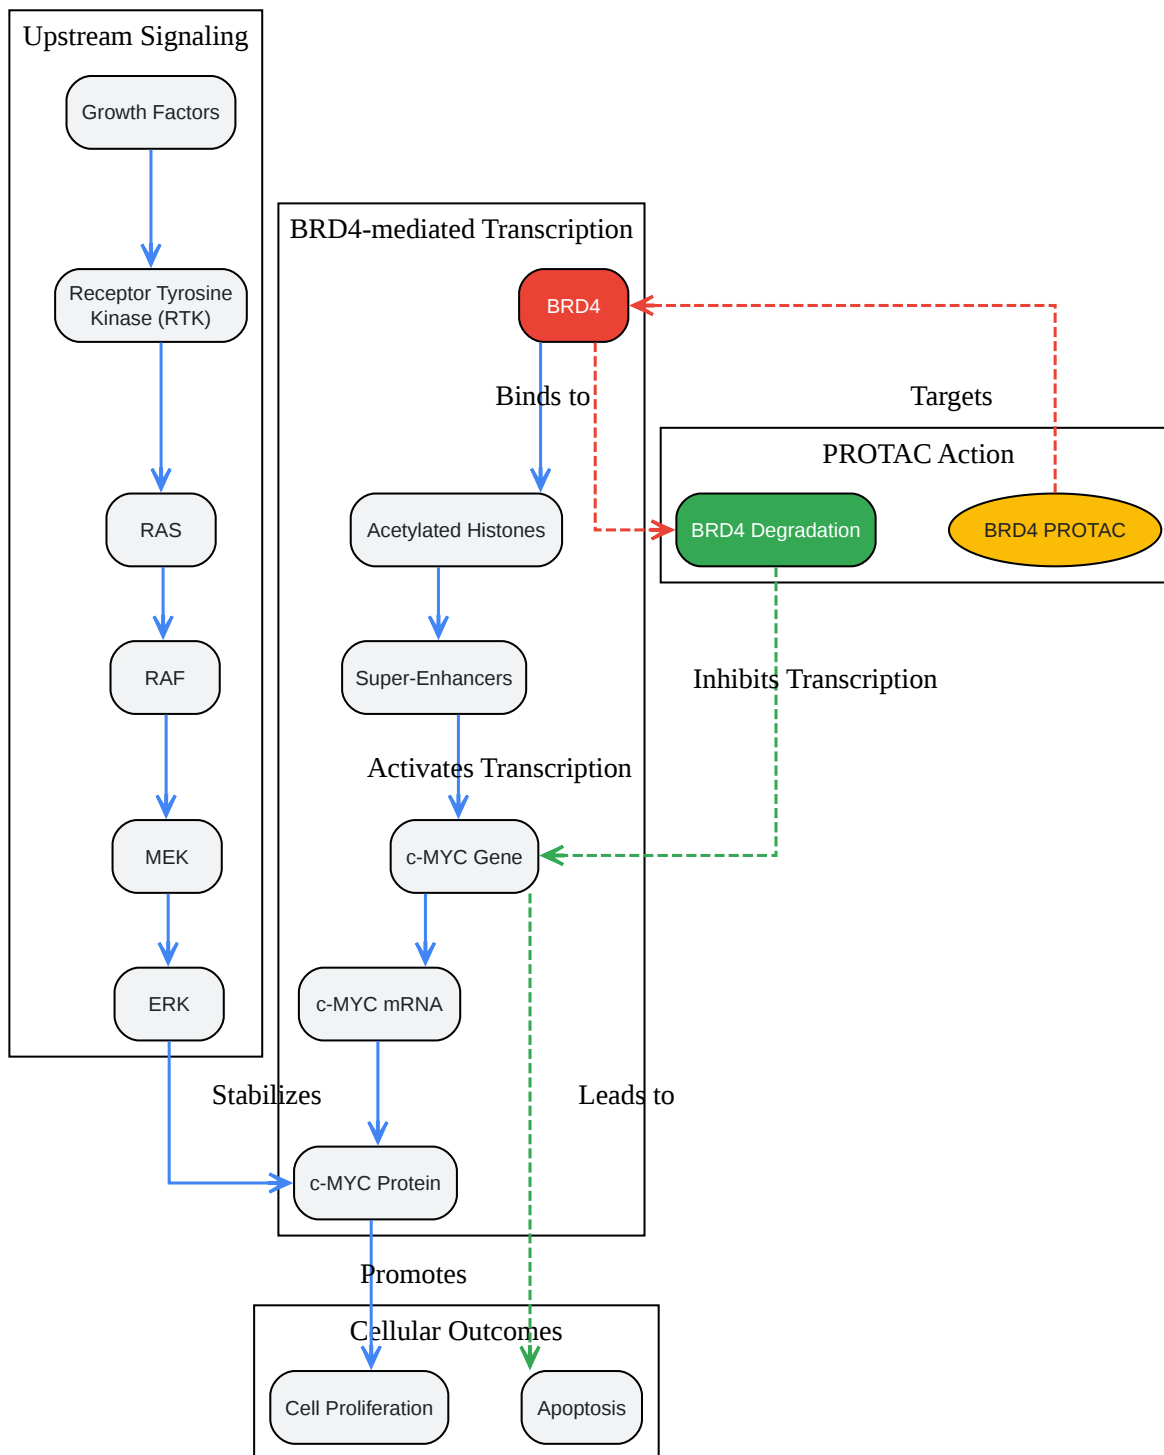 Upstream Signaling
Growth Factors
Receptor Tyrosine
Kinase (RTK)
RAS
RAF
MEK
ERK
Stabilizes
BRD4-mediated Transcription
BRD4
Binds to
Acetylated Histones
Super-Enhancers
Activates Transcription
c-MYC Gene
c-MYC mRNA
c-MYC Protein
Promotes
Leads to
Targets
PROTAC Action
BRD4 Degradation
BRD4 PROTAC
Inhibits Transcription
Cellular Outcomes
Cell Proliferation
Apoptosis